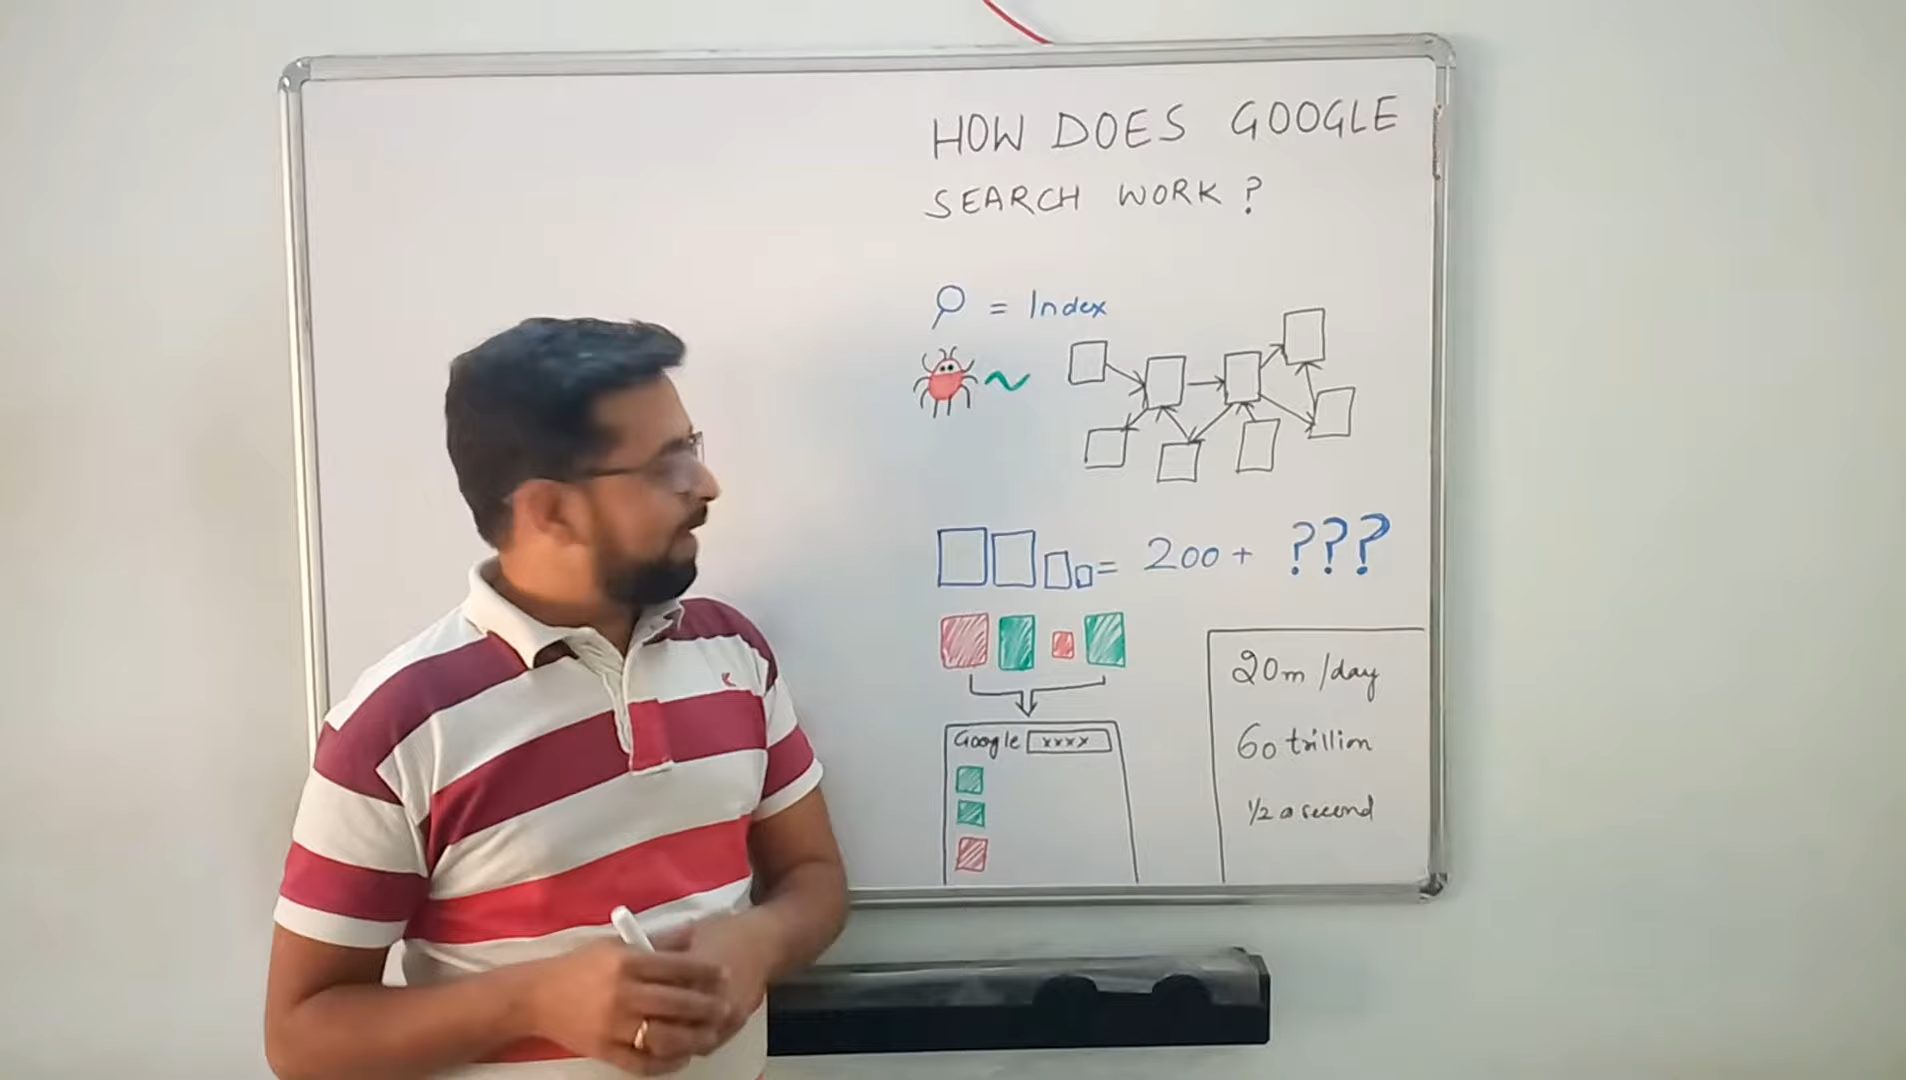 HOW DOES GOOGLE
SEARCH WORK?
= Index
= 200+ ???
Google xxxx
20m/day
60 trillion
1/2 a second